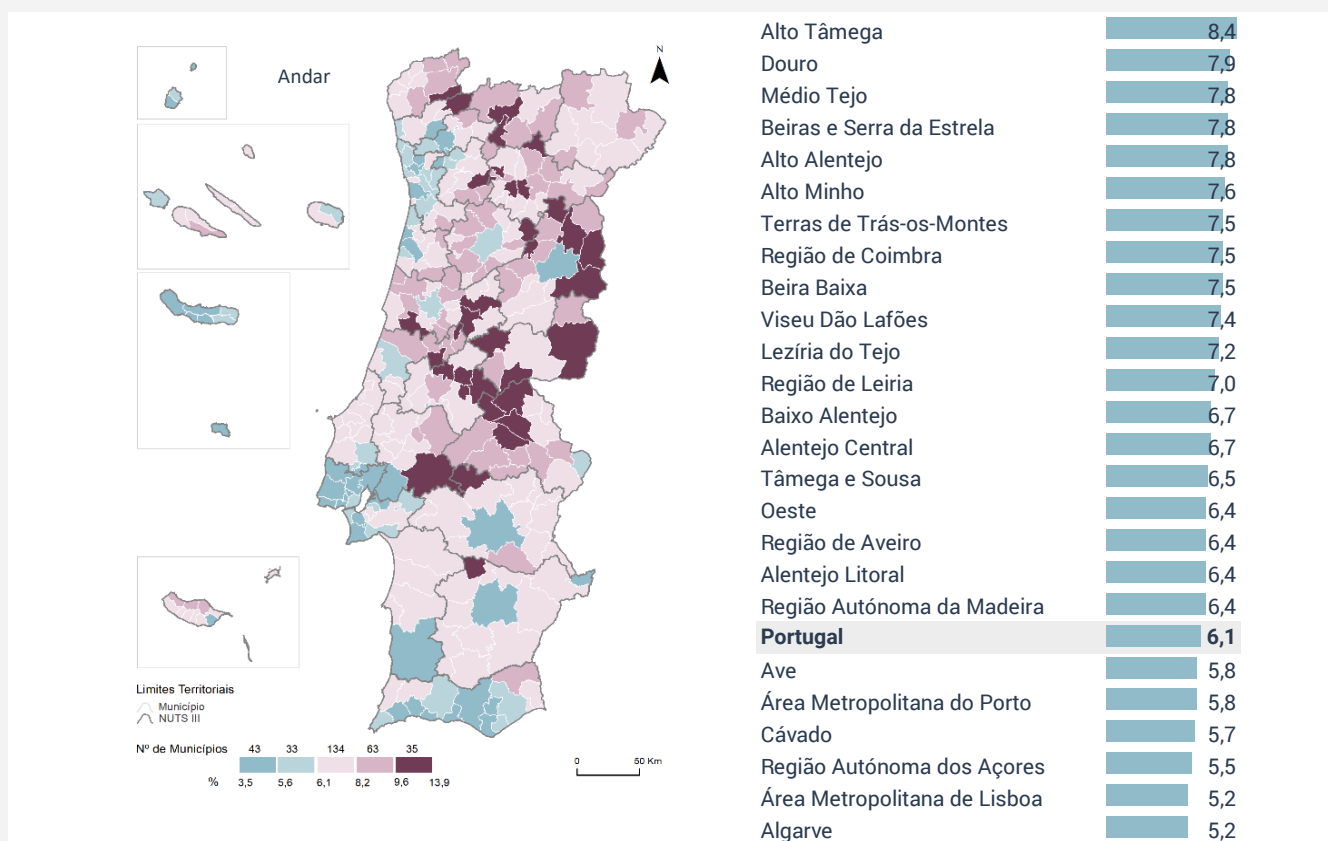 Andar
N
Limites Territoriais
Município
NUTS III
Nº de Municípios 43 33 134 63 35
% 3,5 5,6 6,1 8,2 9,6 13,9
0 50 Km
Alto Tâmega 8,4
Douro 7,9
Médio Tejo 7,8
Beiras e Serra da Estrela 7,8
Alto Alentejo 7,8
Alto Minho 7,6
Terras de Trás-os-Montes 7,5
Região de Coimbra 7,5
Beira Baixa 7,5
Viseu Dão Lafões 7,4
Lezíria do Tejo 7,2
Região de Leiria 7,0
Baixo Alentejo 6,7
Alentejo Central 6,7
Tâmega e Sousa 6,5
Oeste 6,4
Região de Aveiro 6,4
Alentejo Litoral 6,4
Região Autónoma da Madeira 6,4
Portugal 6,1
Ave 5,8
Área Metropolitana do Porto 5,8
Cávado 5,7
Região Autónoma dos Açores 5,5
Área Metropolitana de Lisboa 5,2
Algarve 5,2